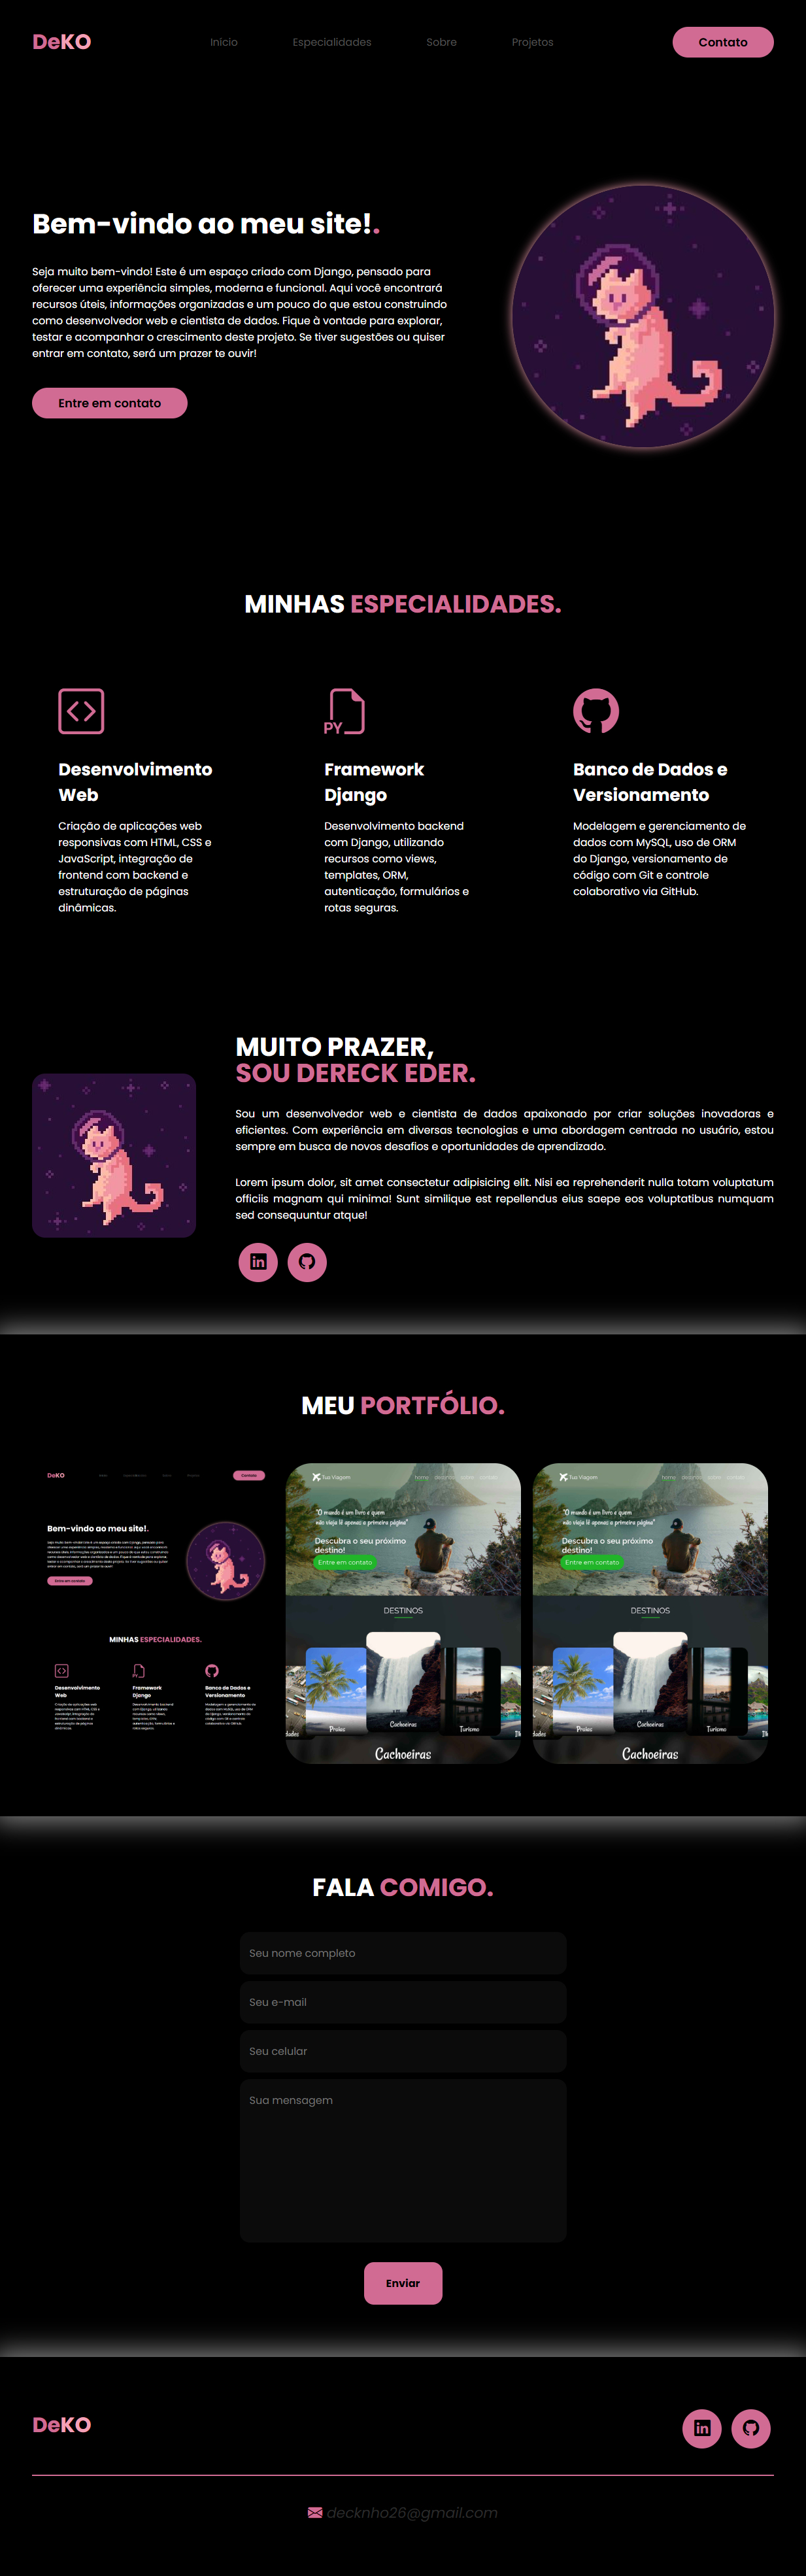 DeKO
Início
Especialidades
Sobre
Projetos
Contato
Bem-vindo ao meu site!.
Seja muito bem-vindo! Este é um espaço criado com Django, pensado para
oferecer uma experiência simples, moderna e funcional. Aqui você encontrará
recursos úteis, informações organizadas e um pouco do que estou construindo
como desenvolvedor web e cientista de dados. Fique à vontade para explorar,
testar e acompanhar o crescimento deste projeto. Se tiver sugestões ou quiser
entrar em contato, será um prazer te ouvir!
Entre em contato
MINHAS ESPECIALIDADES.
PY
Desenvolvimento
Web
Criação de aplicações web
responsivas com HTML, CSS e
JavaScript, integração de
frontend com backend e
estruturação de páginas
dinâmicas.
Framework
Django
Desenvolvimento backend
com Django, utilizando
recursos como views,
templates, ORM,
autenticação, formulários e
rotas seguras.
Banco de Dados e
Versionamento
Modelagem e gerenciamento de
dados com MySQL, uso de ORM
do Django, versionamento de
código com Git e controle
colaborativo via GitHub.
MUITO PRAZER,
SOU DERECK EDER.
Sou um desenvolvedor web e cientista de dados apaixonado por criar soluções inovadoras e
eficientes. Com experiência em diversas tecnologias e uma abordagem centrada no usuário, estou
sempre em busca de novos desafios e oportunidades de aprendizado.
Lorem ipsum dolor, sit amet consectetur adipisicing elit. Nisi ea reprehenderit nulla totam voluptatum
officiis magnam qui minima! Sunt similique est repellendus eius saepe eos voluptatibus numquam
sed consequuntur atque!
in
MEU PORTFÓLIO.
DeKO
Contato
Bem-vindo ao meu site!.
Entre em contato
MINHAS ESPECIALIDADES.
Desenvolvimento
Web
Framework
Django
Banco de Dados e
Versionamento
Tus Viagem
home
"O mundo é um livro e quem
não viaja lê apenas a primeira página"
Descubra o seu próximo
destino!
Entre em contato
DESTINOS
Praias
Cachoeiras
Turismo
Cachoeiras
Tus Viagem
home
"O mundo é um livro e quem
não viaja lê apenas a primeira página"
Descubra o seu próximo
destino!
Entre em contato
DESTINOS
Praias
Cachoeiras
Turismo
Cachoeiras
FALA COMIGO.
Seu nome completo
Seu e-mail
Seu celular
Sua mensagem
Enviar
DeKO
in
decknho26@gmail.com